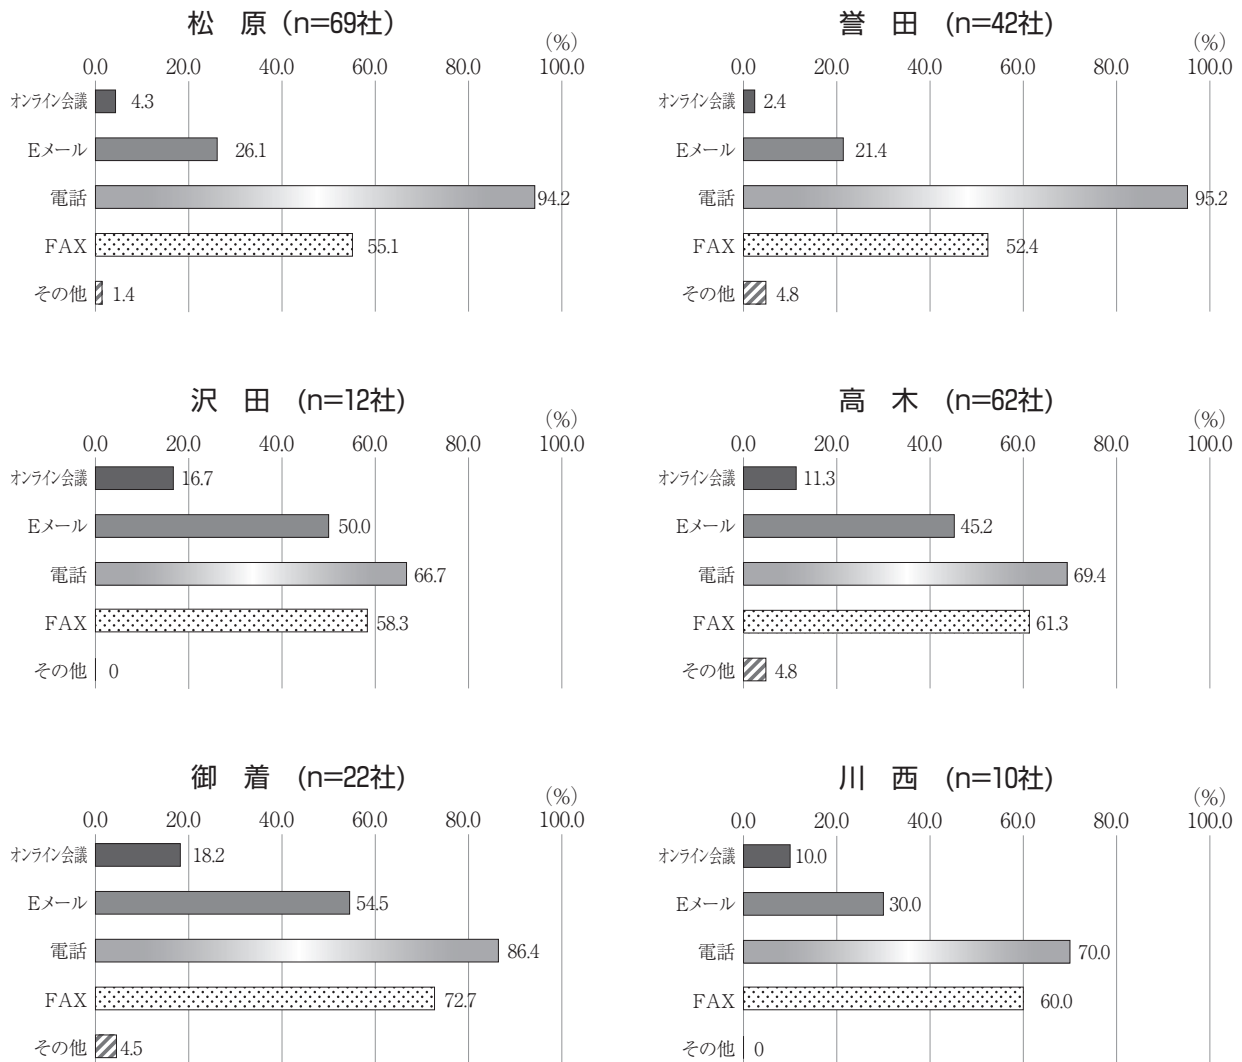 松　原（n=69社）
(%)
0.0 20.0 40.0 60.0 80.0 100.0
オンライン会議 4.3
Eメール 26.1
電話 94.2
FAX 55.1
その他 1.4
誉　田　(n=42社)
(%)
0.0 20.0 40.0 60.0 80.0 100.0
オンライン会議 2.4
Eメール 21.4
電話 95.2
FAX 52.4
その他 4.8
沢　田　(n=12社)
(%)
0.0 20.0 40.0 60.0 80.0 100.0
オンライン会議 16.7
Eメール 50.0
電話 66.7
FAX 58.3
その他 0
高　木　(n=62社)
(%)
0.0 20.0 40.0 60.0 80.0 100.0
オンライン会議 11.3
Eメール 45.2
電話 69.4
FAX 61.3
その他 4.8
御　着　(n=22社)
(%)
0.0 20.0 40.0 60.0 80.0 100.0
オンライン会議 18.2
Eメール 54.5
電話 86.4
FAX 72.7
その他 4.5
川　西　(n=10社)
(%)
0.0 20.0 40.0 60.0 80.0 100.0
オンライン会議 10.0
Eメール 30.0
電話 70.0
FAX 60.0
その他 0